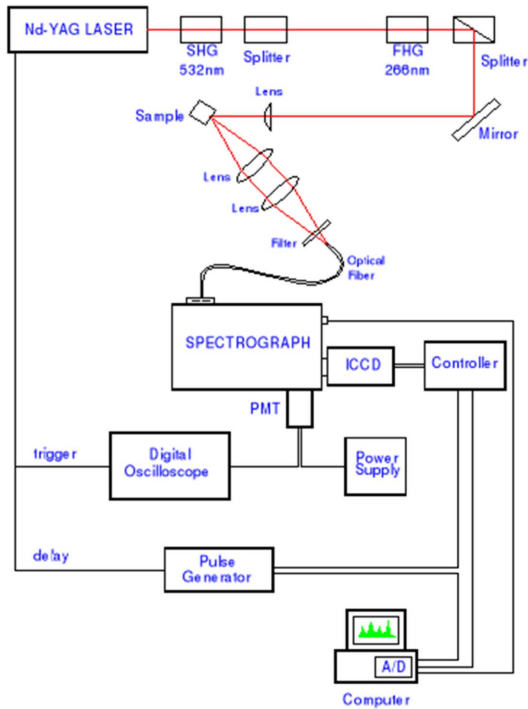 Nd-YAG LASER
SHG
532nm
Splitter
FHG
266nm
Splitter
Lens
Sample
Mirror
Lens
Lens
Filter
Optical
Fiber
SPECTROGRAPH
ICCD
Controller
PMT
trigger
Digital
Oscilloscope
Power
Supply
delay
Pulse
Generator
A/D
Computer